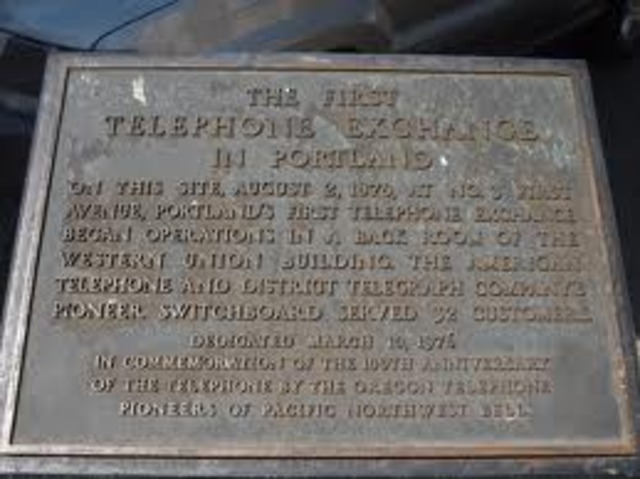 THE FIRST
TELEPHONE EXCHANGE
IN PORTLAND
ON THIS SITE, AUGUST 2, AT NO. FIRST
AVENUE, PORTLAND'S FIRST TELEPHONE EXCHANGE
BEGAN OPERATIONS IN A BACK ROOM OF THE
WESTERN UNION BUILDING. THE AMERICAN
TELEPHONE AND DISTRICT TELEGRAPH COMPANY'S
PIONEER SWITCHBOARD SERVED CUSTOMERS.
DEDICATED MARCH 10, 1976
IN COMMEMORATION OF THE 100TH ANNIVERSARY
OF THE TELEPHONE BY THE OREGON TELEPHONE
PIONEERS OF PACIFIC NORTHWEST BELL